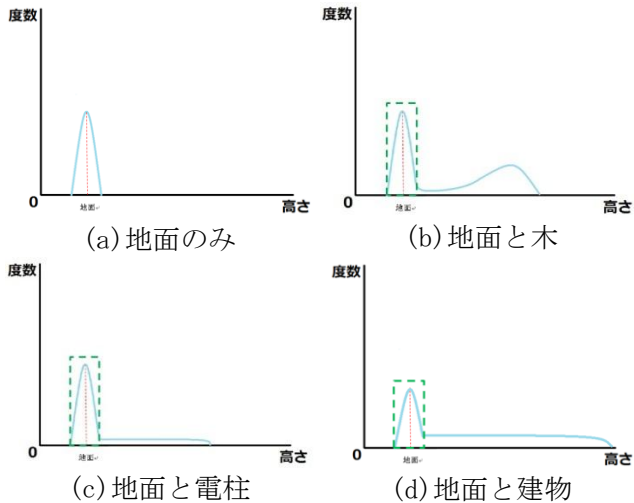 度数
0
地面
高さ
(a)地面のみ
度数
0
地面
高さ
(b)地面と木
度数
0
地面
高さ
(c)地面と電柱
度数
0
地面
高さ
(d)地面と建物